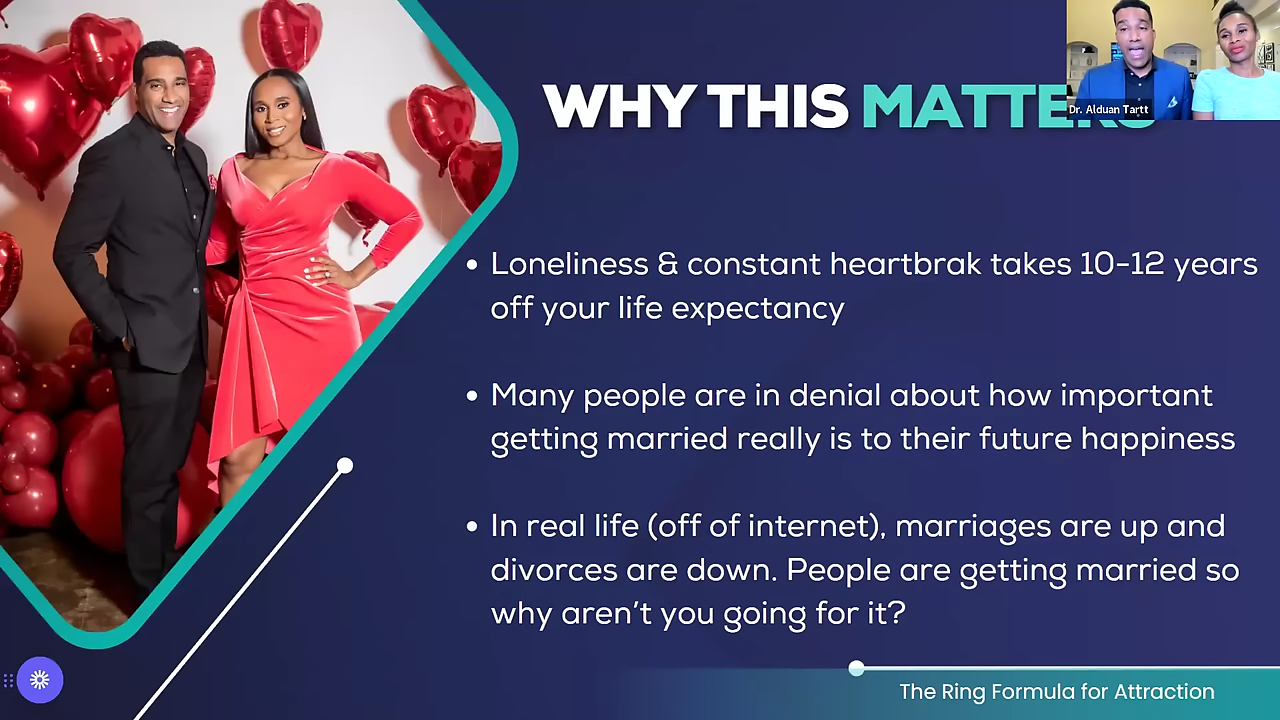 WHY THIS MATTERS
Dr. Alduan Tartt
• Loneliness & constant heartbrak takes 10-12 years
off your life expectancy
• Many people are in denial about how important
getting married really is to their future happiness
• In real life (off of internet), marriages are up and
divorces are down. People are getting married so
why aren't you going for it?
The Ring Formula for Attraction